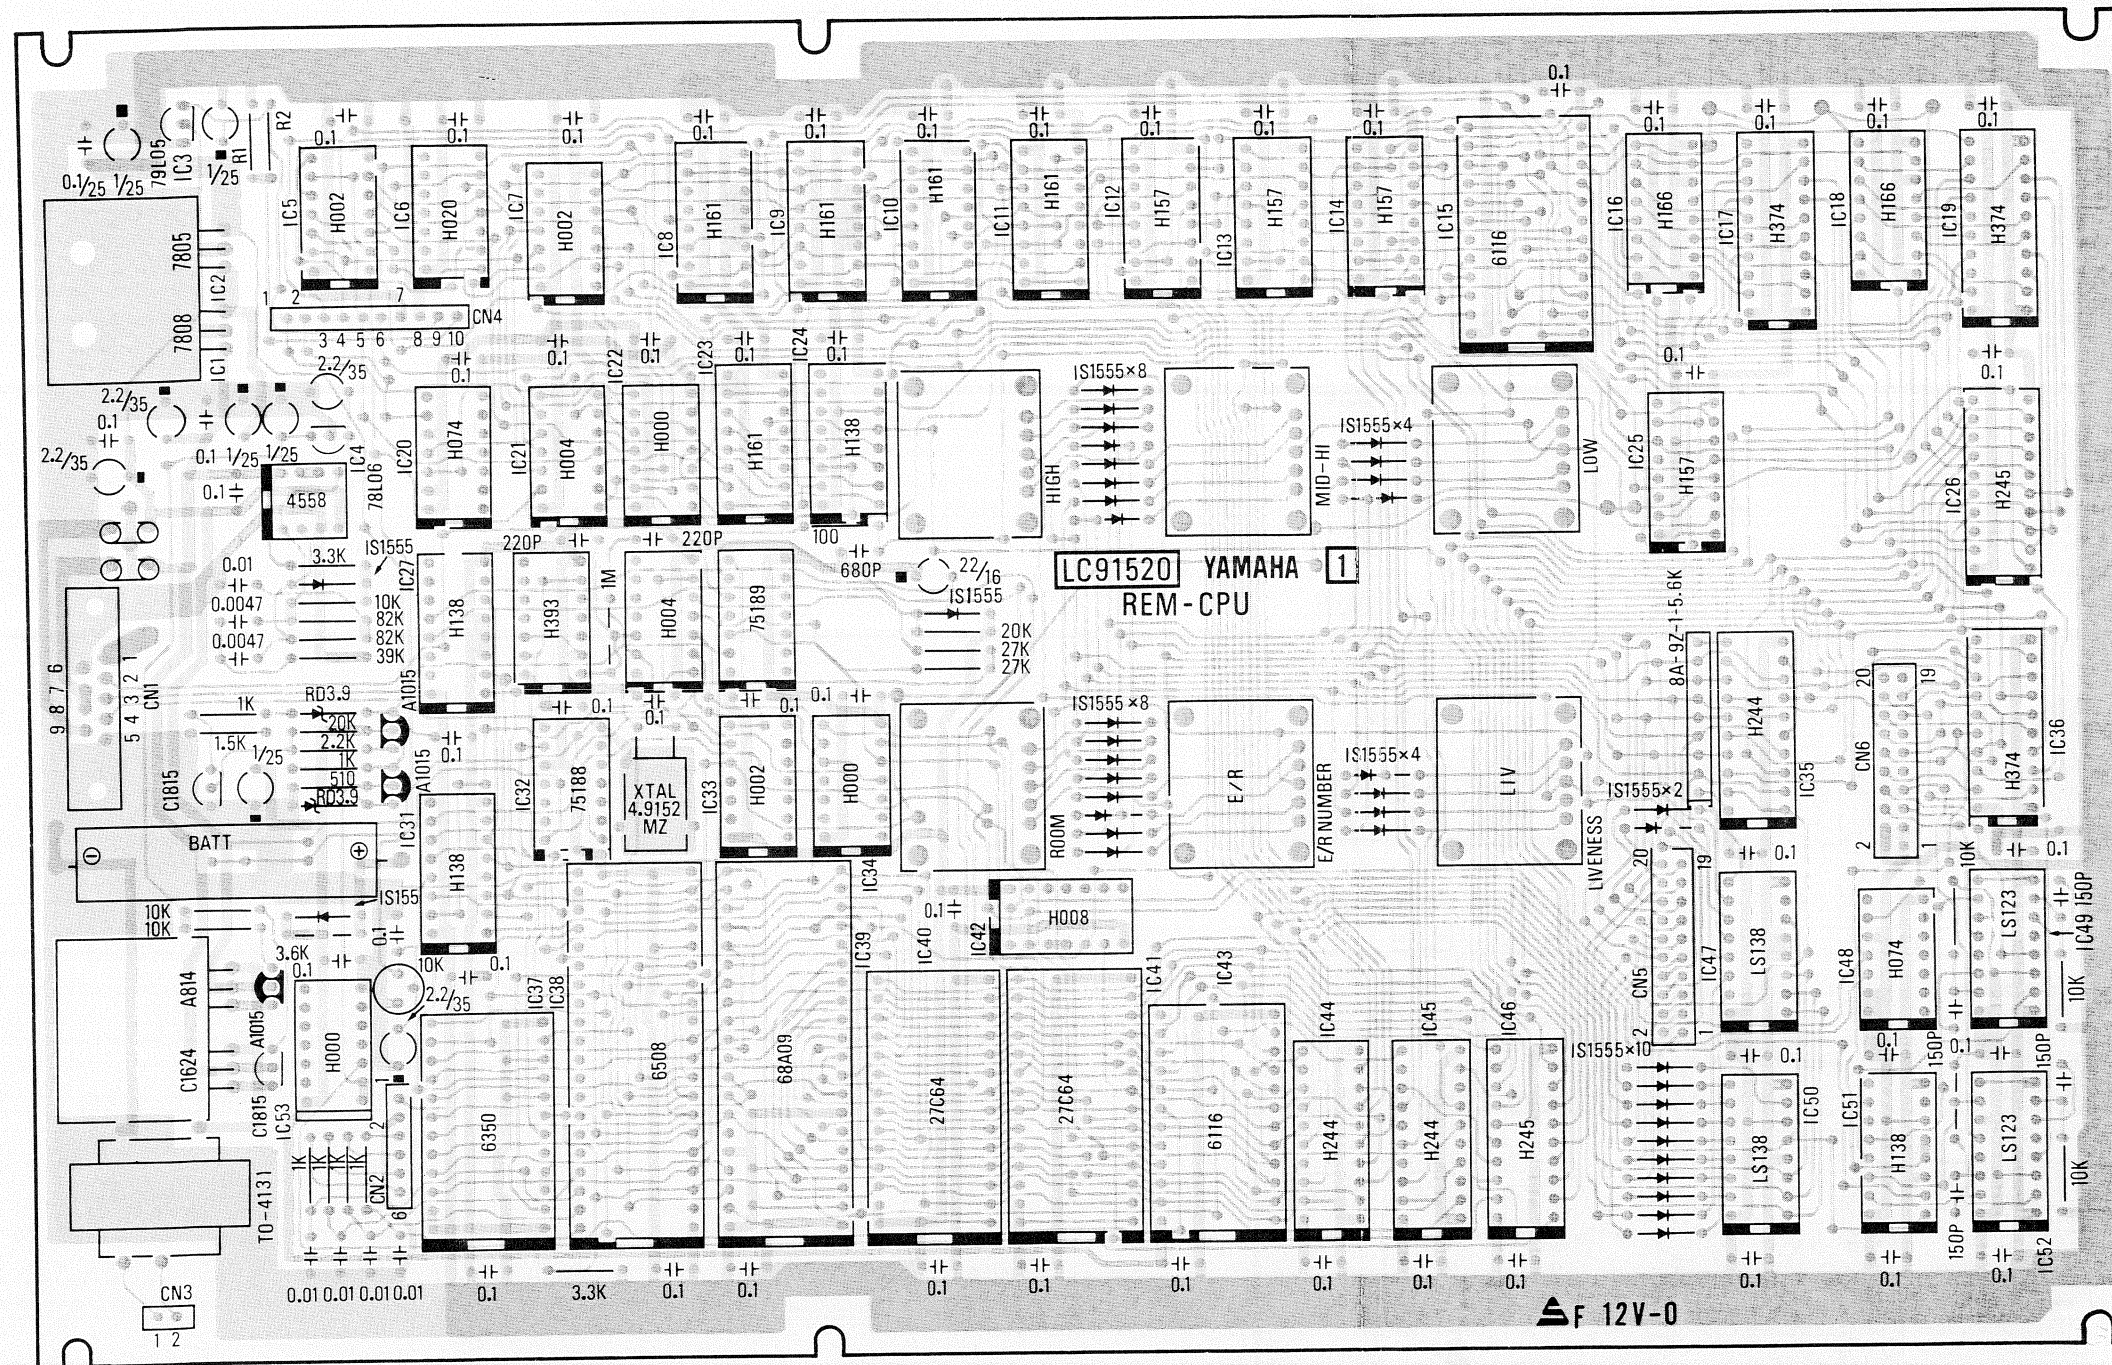 0.1
79L05
IC3
R1
R2
0.1/25
1/25
1/25
0.1
0.1
0.1
0.1
0.1
0.1
0.1
0.1
0.1
0.1
0.1
0.1
0.1
0.1
IC5
H002
IC6
H020
IC7
H002
IC8
H161
IC9
H161
IC10
H161
IC11
H161
IC12
H157
IC13
H157
IC14
H157
IC15
6116
IC16
H166
IC17
H374
IC18
H166
IC19
H374
7805
IC2
7808
IC1
1 2 7
CN4
3 4 5 6 8 9 10
2.2/35
2.2/35
0.1
2.2/35
0.1 1/25 1/25
0.1
4558
IC4
78L06
0.1
0.1
0.1
0.1
0.1
0.1
0.1
IC20
H074
IC21
H004
IC22
H000
IC23
H161
IC24
H138
HIGH
IS1555×8
MID-HI
IS1555×4
LOW
IC25
H157
IC26
H245
220P
220P
100
680P
22/16
LC91520 YAMAHA 1
REM-CPU
IS1555
3.3K
0.01
0.0047
0.0047
10K
82K
82K
39K
IC27
H138
H393
1M
H004
75189
IS1555
20K
27K
27K
8A-9Z-1-5.6K
9 8 7 6
5 4 3 2 1
CN1
1K
1.5K
1/25
RD3.9
20K
2.2K
1K
510
RD3.9
A1015
A1015
C1815
0.1
0.1
0.1
0.1
0.1
IC31
H138
IC32
75188
XTAL
4.9152
MZ
IC33
H002
H000
IC34
ROOM
IS1555×8
E/R
E/R NUMBER
IS1555×4
LIV
LIVENESS
IS1555×2
H244
IC35
20
19
CN6
2
1
H374
IC36
10K
0.1
0.1
BATT
IS155
10K
10K
3.6K
0.1
0.1
10K
0.1
2.2/35
A814
C1624
A1015
C1815
IC53
H000
1
2
CN2
6
1K
1K
1K
1K
TO-4131
CN3
1 2
0.01 0.01 0.01 0.01
IC37
IC38
6350
6508
68A09
IC39
IC40
27C64
27C64
0.1
IC42
H008
IC41
IC43
6116
IC44
H244
IC45
H244
IC46
H245
20
19
CN5
2
1
IC47
LS138
IC48
H074
LS123
IC49
150P
10K
IS1555×10
0.1
0.1
150P
0.1
150P
LS138
IC50
IC51
H138
LS123
10K
150P
IC52
0.1
3.3K
0.1
0.1
0.1
0.1
0.1
0.1
0.1
0.1
0.1
0.1
0.1
F 12V-0